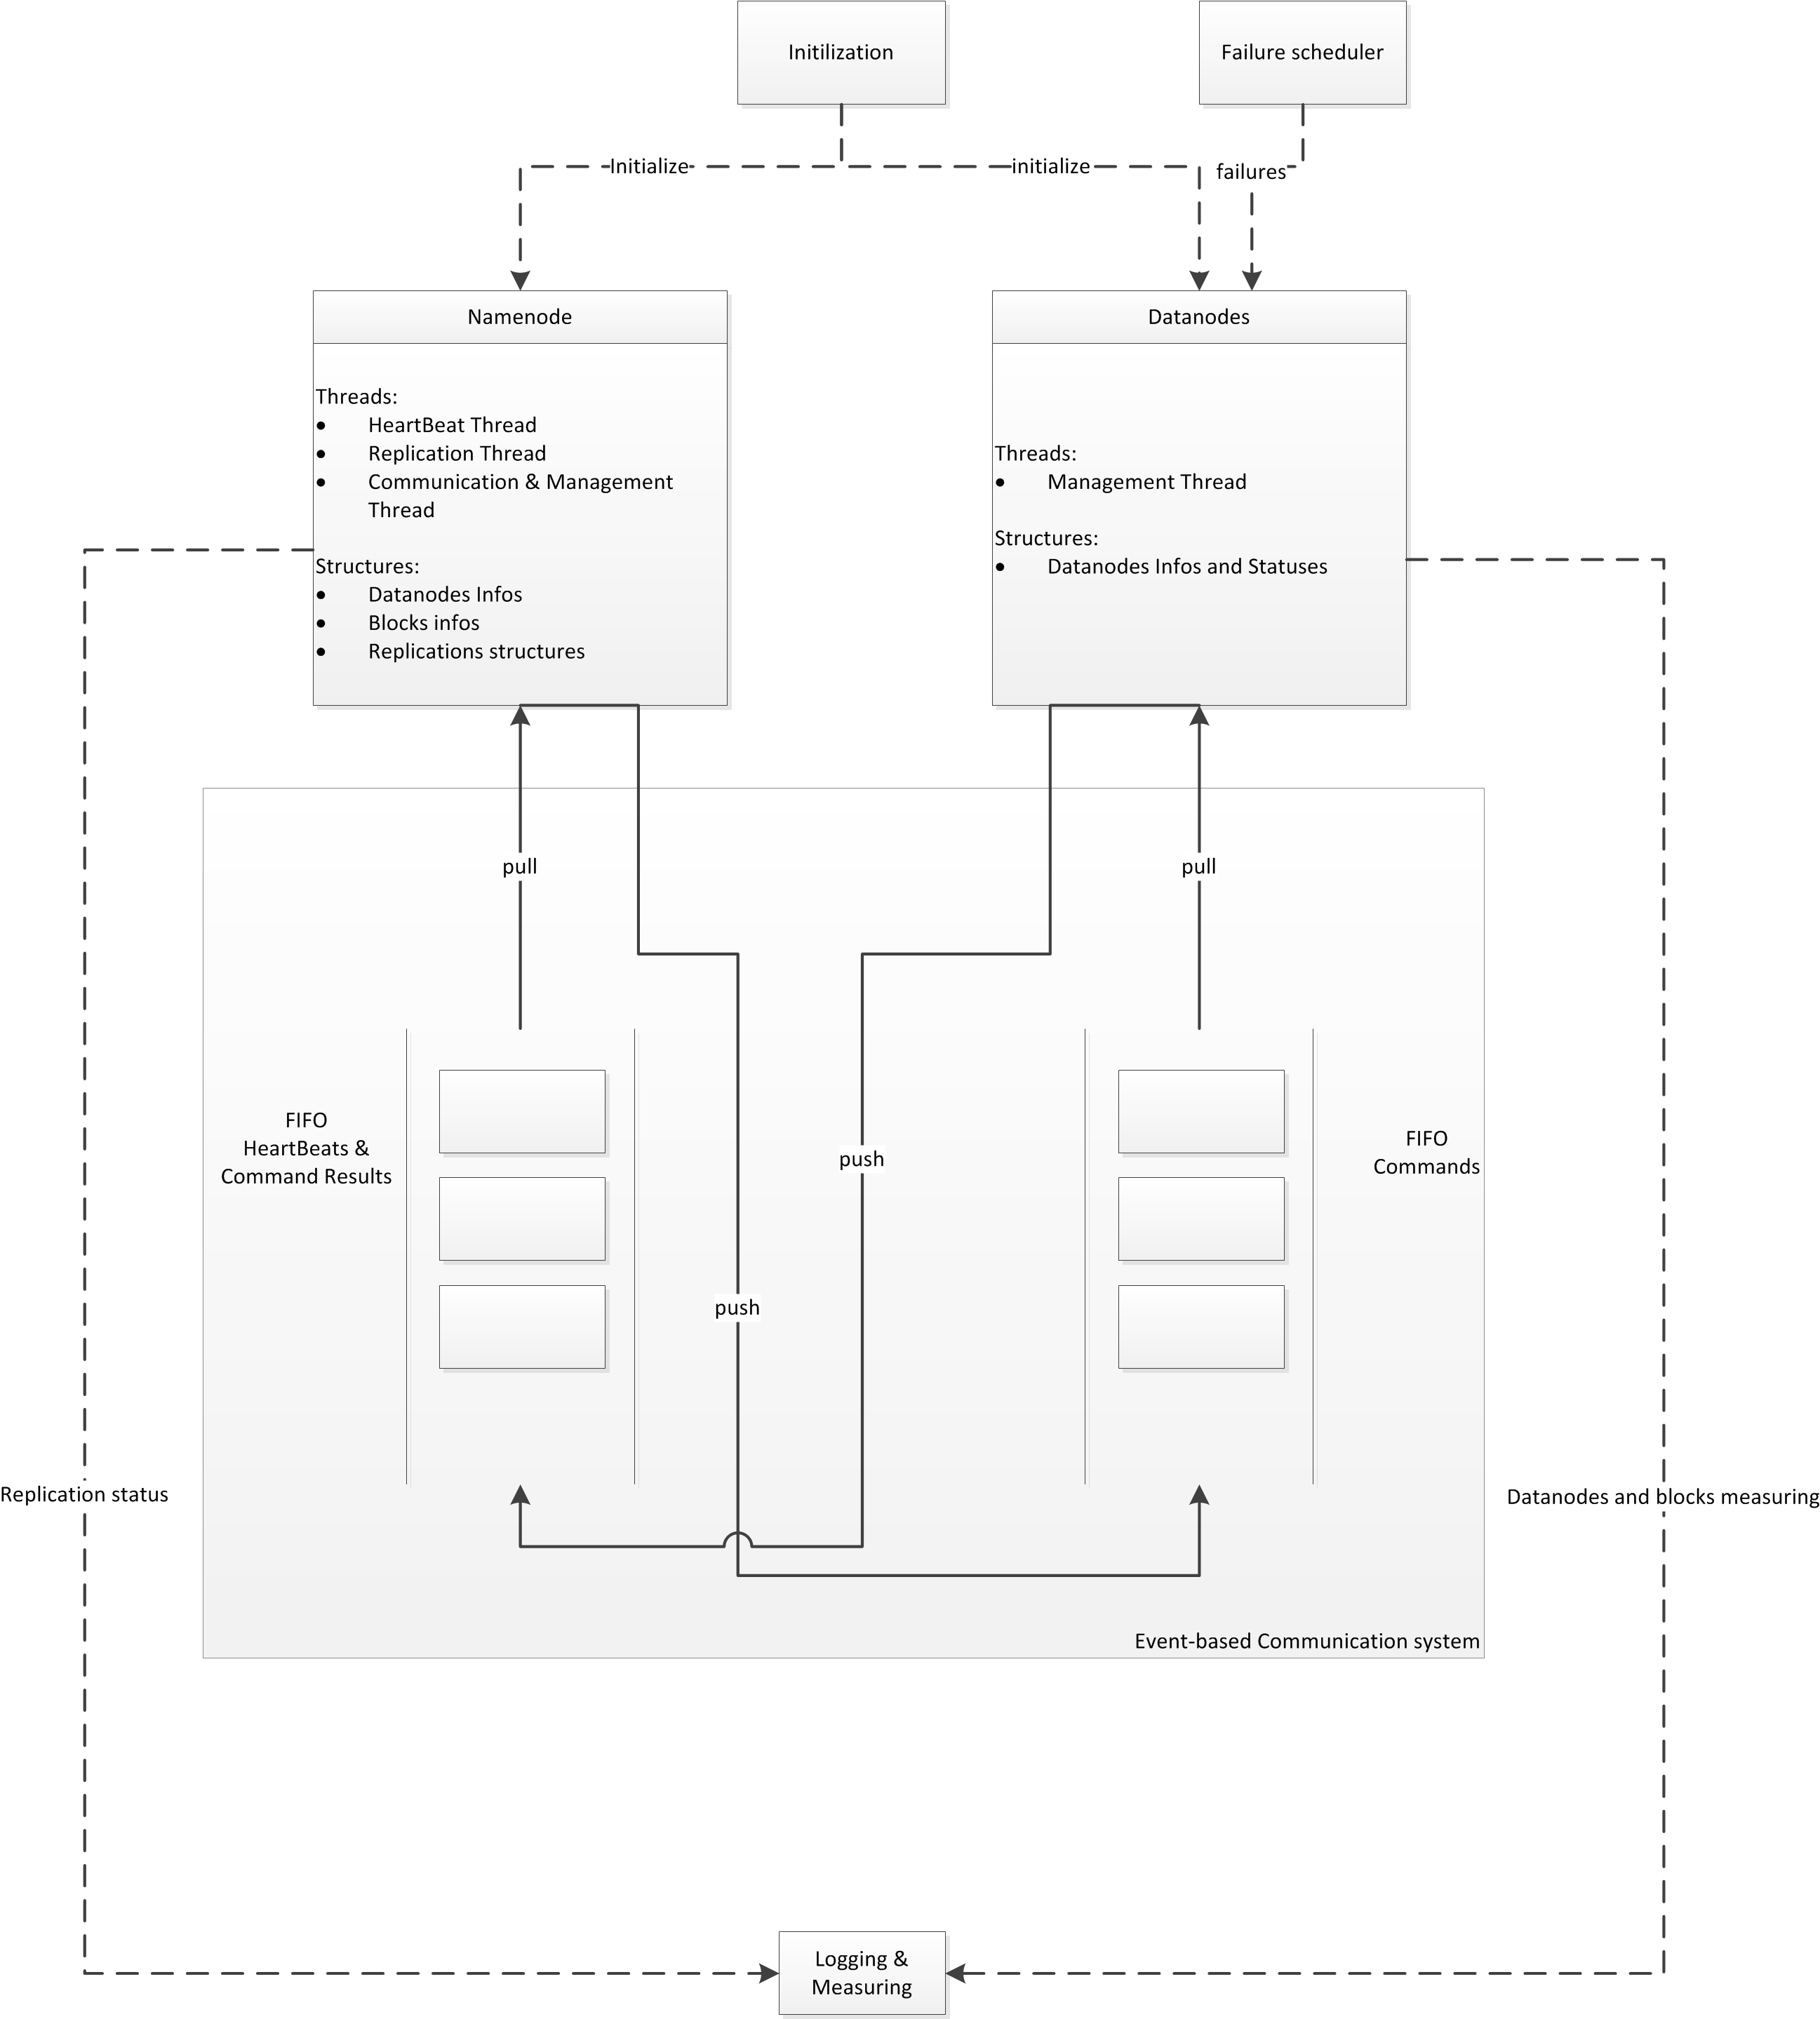 Initilization
Failure scheduler
Initialize
initialize
failures
Namenode
Threads:
● HeartBeat Thread
● Replication Thread
● Communication & Management
Thread
Structures:
● Datanodes Infos
● Blocks infos
● Replications structures
Datanodes
Threads:
● Management Thread
Structures:
● Datanodes Infos and Statuses
pull
pull
FIFO
HeartBeats &
Command Results
push
FIFO
Commands
push
Replication status
Datanodes and blocks measuring
Event-based Communication system
Logging &
Measuring